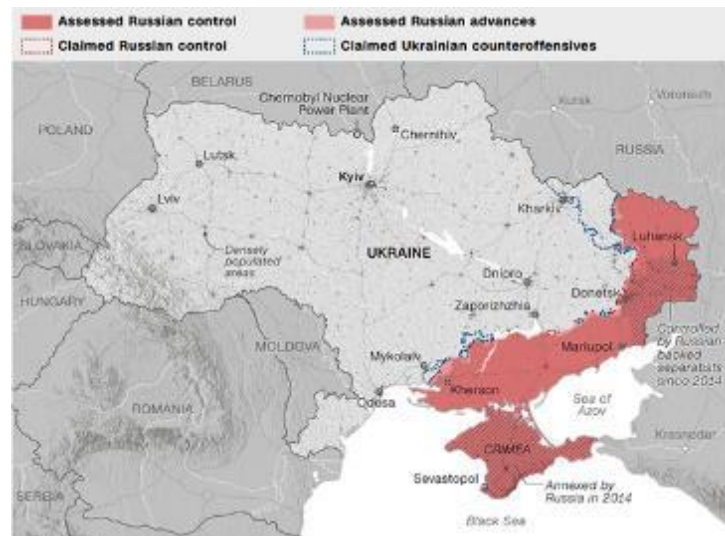 Assessed Russian control
Assessed Russian advances
Claimed Russian control
Claimed Ukrainian counteroffensives
BELARUS
Chernobyl Nuclear
Power Plant
Kursk
Voronezh
POLAND
Chernihiv
RUSSIA
Lutsk
Kyiv
Lviv
Kharkiv
SLOVAKIA
Densely
populated
areas
UKRAINE
Luhansk
HUNGARY
Dnipro
Donetsk
Zaporizhzhia
MOLDOVA
Controlled
by Russian
backed
separatists
since 2014
Mykolaiv
Mariupol
Kherson
Odesa
Sea of
Azov
ROMANIA
Krasnodar
CRIMEA
SERBIA
Sevastopol
Annexed by
Russia in 2014
Black Sea